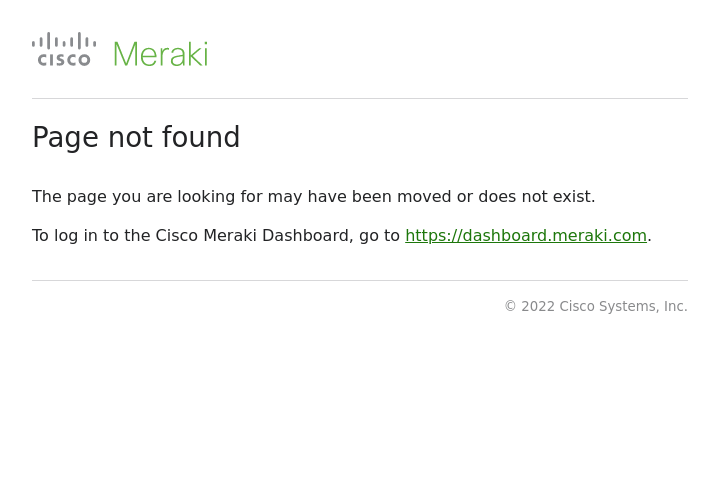 CISCO Meraki
Page not found
The page you are looking for may have been moved or does not exist.
To log in to the Cisco Meraki Dashboard, go to https://dashboard.meraki.com.
© 2022 Cisco Systems, Inc.